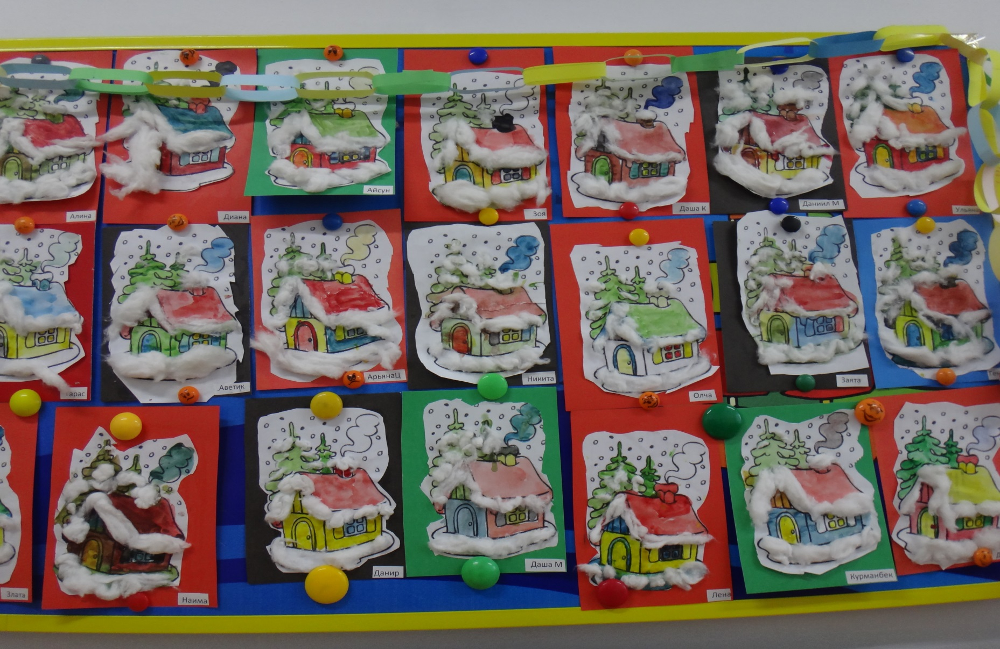 Алина
Диана
Айсун
Зоя
Даша К
Даниил М
Тарас
Аветик
АрьянаЦ
Никита
Олча
Заята
Злата
Наима
Данир
Даша М
Лена
Курманбек